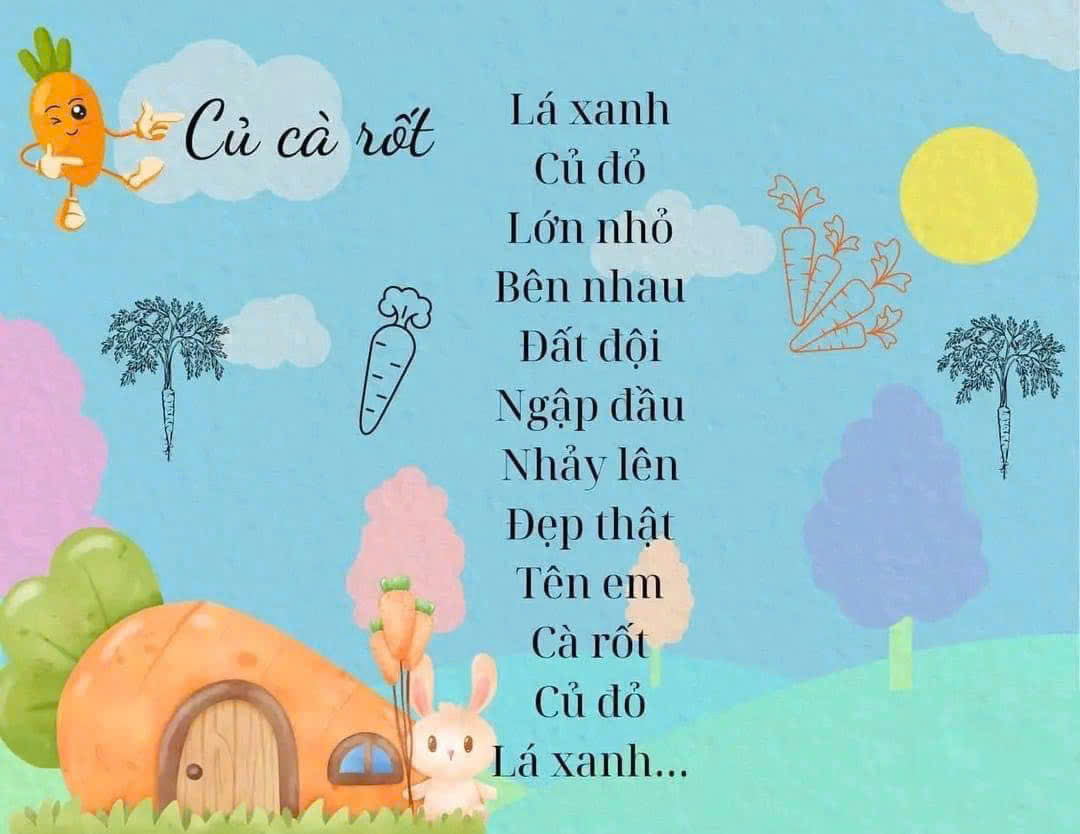 Củ cà rốt
Lá xanh
Củ đỏ
Lớn nhỏ
Bên nhau
Đất đội
Ngập đầu
Nhảy lên
Đẹp thật
Tên em
Cà rốt
Củ đỏ
Lá xanh...